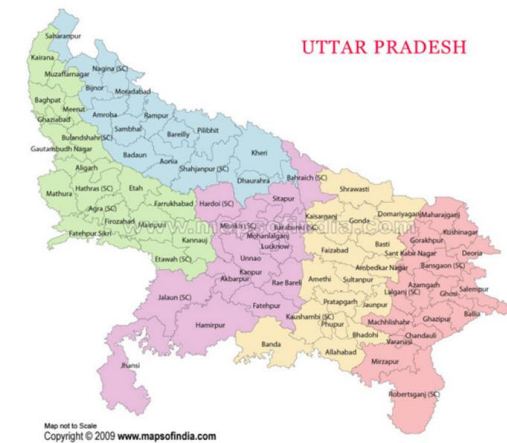 UTTAR PRADESH
Saharanpur
Kairana
Muzaffarnagar
Nagina (SC)
Bijnor
Moradabad
Baghpat
Meerut
Ghaziabad
Amroha
Rampur
Sambhal
Bareilly
Pilibhit
Bulandshahr(SC)
Gautambudh Nagar
Badaun
Aonla
Shahjanpur (SC)
Kheri
Dhaurahra
Bahraich (SC)
Aligarh
Mathura
Hathras (SC)
Etah
Agra (SC)
Farrukhabad
Firozabad
Mainpuri
Fatehpur Sikri
Kannauj
Etawah (SC)
Hardoi (SC)
Sitapur
Misrikh (SC)
Mohanlalganj
Barabanki (SC)
Lucknow
Unnao
Kanpur
Akbarpur
Rae Bareli
Jalaun (SC)
Fatehpur
Hamirpur
Jhansi
Shrawasti
Kaisarganj
Gonda
Domariyaganj
Maharajganj
Faizabad
Basti
Sant Kabir Nagar
Gorakhpur
Kushinagar
Deoria
Ambedkar Nagar
Bansgaon (SC)
Amethi
Sultanpur
Azamgarh
Lalganj (SC)
Ghosi
Salempur
Pratapgarh
Jaunpur
Ballia
Kaushambi (SC)
Phupur
Machhlishahr
Ghazipur
Bhadohi
Varanasi
Chandauli
Banda
Allahabad
Mirzapur
Robertsganj (SC)
www.mapsofindia.com
Map not to Scale
Copyright © 2009 www.mapsofindia.com